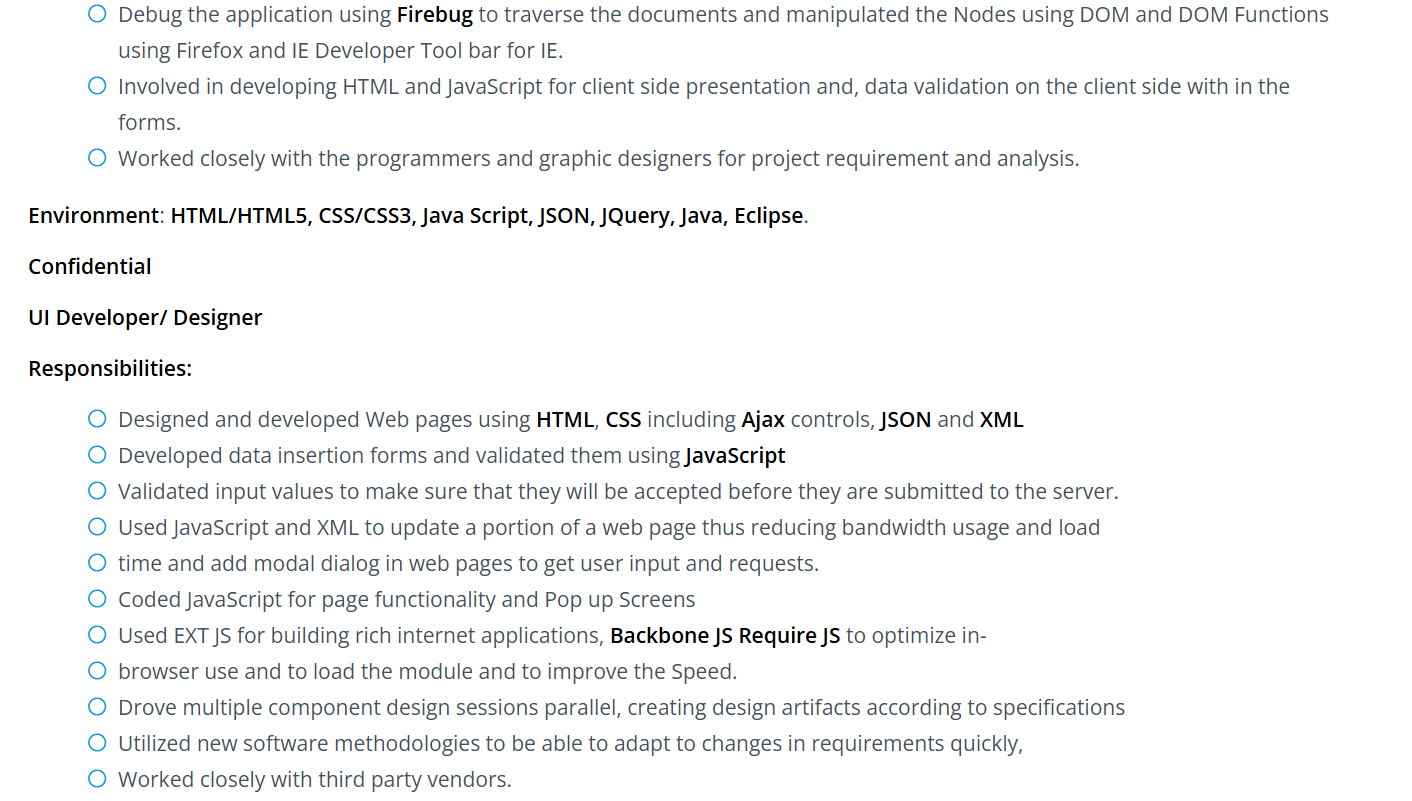 Debug the application using Firebug to traverse the documents and manipulated the Nodes using DOM and DOM Functions
using Firefox and IE Developer Tool bar for IE.
Involved in developing HTML and JavaScript for client side presentation and, data validation on the client side with in the
forms.
Worked closely with the programmers and graphic designers for project requirement and analysis.
Environment: HTML/HTML5, CSS/CSS3, Java Script, JSON, JQuery, Java, Eclipse.
Confidential
UI Developer/ Designer
Responsibilities:
Designed and developed Web pages using HTML, CSS including Ajax controls, JSON and XML
Developed data insertion forms and validated them using JavaScript
Validated input values to make sure that they will be accepted before they are submitted to the server.
Used JavaScript and XML to update a portion of a web page thus reducing bandwidth usage and load
time and add modal dialog in web pages to get user input and requests.
Coded JavaScript for page functionality and Pop up Screens
Used EXT JS for building rich internet applications, Backbone JS Require JS to optimize in-
browser use and to load the module and to improve the Speed.
Drove multiple component design sessions parallel, creating design artifacts according to specifications
Utilized new software methodologies to be able to adapt to changes in requirements quickly,
Worked closely with third party vendors.